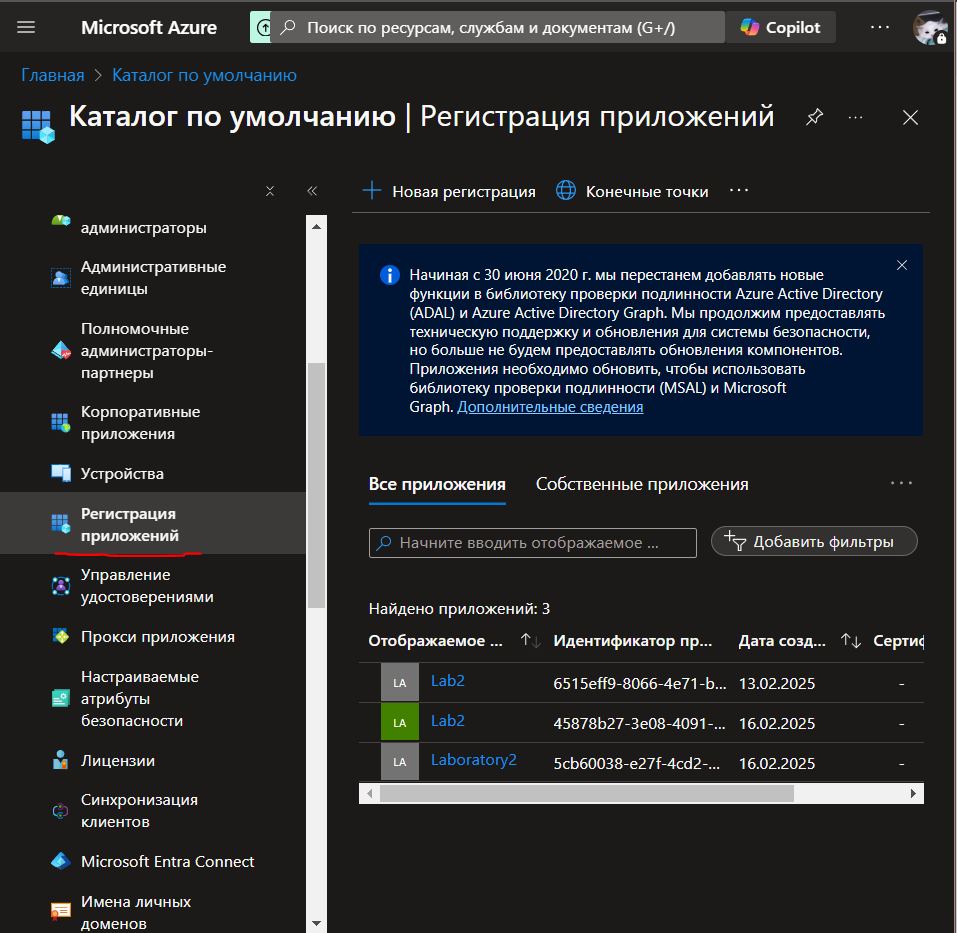 Microsoft Azure
Поиск по ресурсам, службам и документам (G+/)
Copilot
Главная > Каталог по умолчанию
Каталог по умолчанию | Регистрация приложений
Новая регистрация
Конечные точки
администраторы
Административные
единицы
Полномочные
администраторы-
партнеры
Корпоративные
приложения
Устройства
Регистрация
приложений
Управление
удостоверениями
Прокси приложения
Настраиваемые
атрибуты
безопасности
Лицензии
Синхронизация
клиентов
Microsoft Entra Connect
Имена личных
доменов
Начиная с 30 июня 2020 г. мы перестанем добавлять новые
функции в библиотеку проверки подлинности Azure Active Directory
(ADAL) и Azure Active Directory Graph. Мы продолжим предоставлять
техническую поддержку и обновления для системы безопасности,
но больше не будем предоставлять обновления компонентов.
Приложения необходимо обновить, чтобы использовать
библиотеку проверки подлинности (MSAL) и Microsoft
Graph. Дополнительные сведения
Все приложения
Собственные приложения
Начните вводить отображаемое ...
Добавить фильтры
Найдено приложений: 3
Отображаемое ... Идентификатор пр... Дата созд... Сертиф
LA Lab2 6515eff9-8066-4e71-b... 13.02.2025 -
LA Lab2 45878b27-3e08-4091-... 16.02.2025 -
LA Laboratory2 5cb60038-e27f-4cd2-... 16.02.2025 -